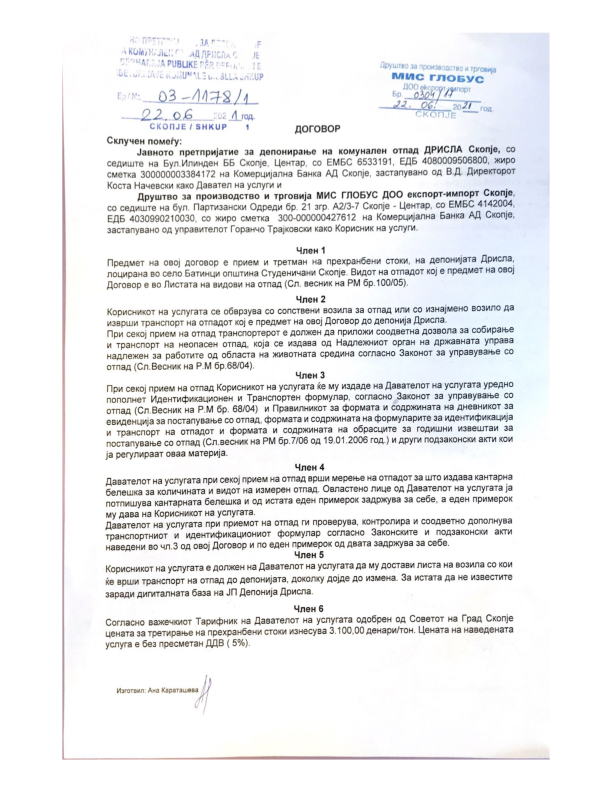 ЗА КОМУНАЛЕН
ДРИСЛА
PUBLIKE PËR
Бр/Nr. 03-1178/1
22.06 2021 год.
СКОПЈЕ / SHKUP 1
Друштво за производство и трговија
МИС ГЛОБУС
ДОО експорт-импорт
Бр. 0304/11
22. 06. 2021 год.
СКОПЈЕ
ДОГОВОР
Склучен помеѓу:
Јавното претпријатие за депонирање на комунален отпад ДРИСЛА Скопје, со
седиште на Бул.Илинден ББ Скопје, Центар, со ЕМБС 6533191, ЕДБ 4080009506800, жиро
сметка 300000003384172 на Комерцијална Банка АД Скопје, застапувано од В.Д. Директорот
Коста Начевски како Давател на услуги и
Друштво за производство и трговија МИС ГЛОБУС ДОО експорт-импорт Скопје,
со седиште на бул. Партизански Одреди бр. 21 згр. А2/3-7 Скопје - Центар, со ЕМБС 4142004,
ЕДБ 4030990210030, со жиро сметка 300-000000427612 на Комерцијална Банка АД Скопје,
застапувано од управителот Горанчо Трајковски како Корисник на услуги.
Член 1
Предмет на овој договор е прием и третман на прехранбени стоки, на депонијата Дрисла,
лоцирана во село Батинци општина Студеничани Скопје. Видот на отпадот кој е предмет на овој
Договор е во Листата на видови на отпад (Сл. весник на РМ бр.100/05).
Член 2
Корисникот на услугата се обврзува со сопствени возила за отпад или со изнајмено возило да
изврши транспорт на отпадот кој е предмет на овој Договор до депонија Дрисла.
При секој прием на отпад транспортерот е должен да приложи соодветна дозвола за собирање
и транспорт на неопасен отпад, која се издава од Надлежниот орган на државната управа
надлежен за работите од областа на животната средина согласно Законот за управување со
отпад (Сл.Весник на РМ бр.68/04).
Член 3
При секој прием на отпад Корисникот на услугата ќе му издаде на Давателот на услугата уредно
пополнет Идентификационен и Транспортен формулар, согласно Законот за управување со
отпад (Сл.Весник на Р.М бр. 68/04) и Правилникот за формата и содржината на дневникот за
евиденција за постапување со отпад, формата и содржината на формуларите за идентификација
и транспорт на отпадот и формата и содржината на обрасците за годишни извештаи за
постапување со отпад (Сл.весник на РМ бр.7/06 од 19.01.2006 год.) и други подзаконски акти кои
ја регулираат оваа материја.
Член 4
Давателот на услугата при секој прием на отпад врши мерење на отпадот за што издава кантарна
белешка за количината и видот на измерен отпад. Овластено лице од Давателот на услугата ја
потпишува кантарната белешка и од истата еден примерок задржува за себе, а еден примерок
му дава на Корисникот на услугата.
Давателот на услугата при приемот на отпад ги проверува, контролира и соодветно дополнува
транспортниот и идентификациониот формулар согласно Законските и подзаконски акти
наведени во чл.3 од овој Договор и по еден примерок од двата задржува за себе.
Член 5
Корисникот на услугата е должен на Давателот на услугата да му достави листа на возила со кои
ќе врши транспорт на отпад до депонијата, доколку дојде до измена. За истата да не известите
заради дигиталната база на ЈП Депонија Дрисла.
Член 6
Согласно важечкиот Тарифник на Давателот на услугата одобрен од Советот на Град Скопје
цената за третирање на прехранбени стоки изнесува 3.100,00 денари/тон. Цената на наведената
услуга е без пресметан ДДВ ( 5%).
Изготвил: Ана Караташева